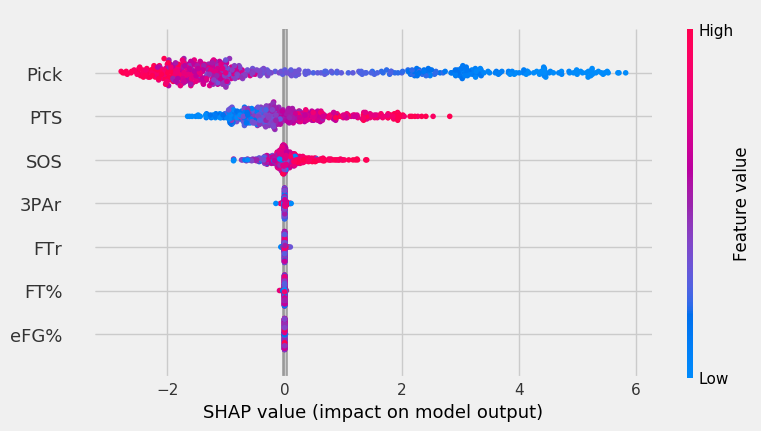 High
Pick
PTS
SOS
3PAr
FTr
FT%
eFG%
Feature value
Low
−2
0
2
4
6
SHAP value (impact on model output)